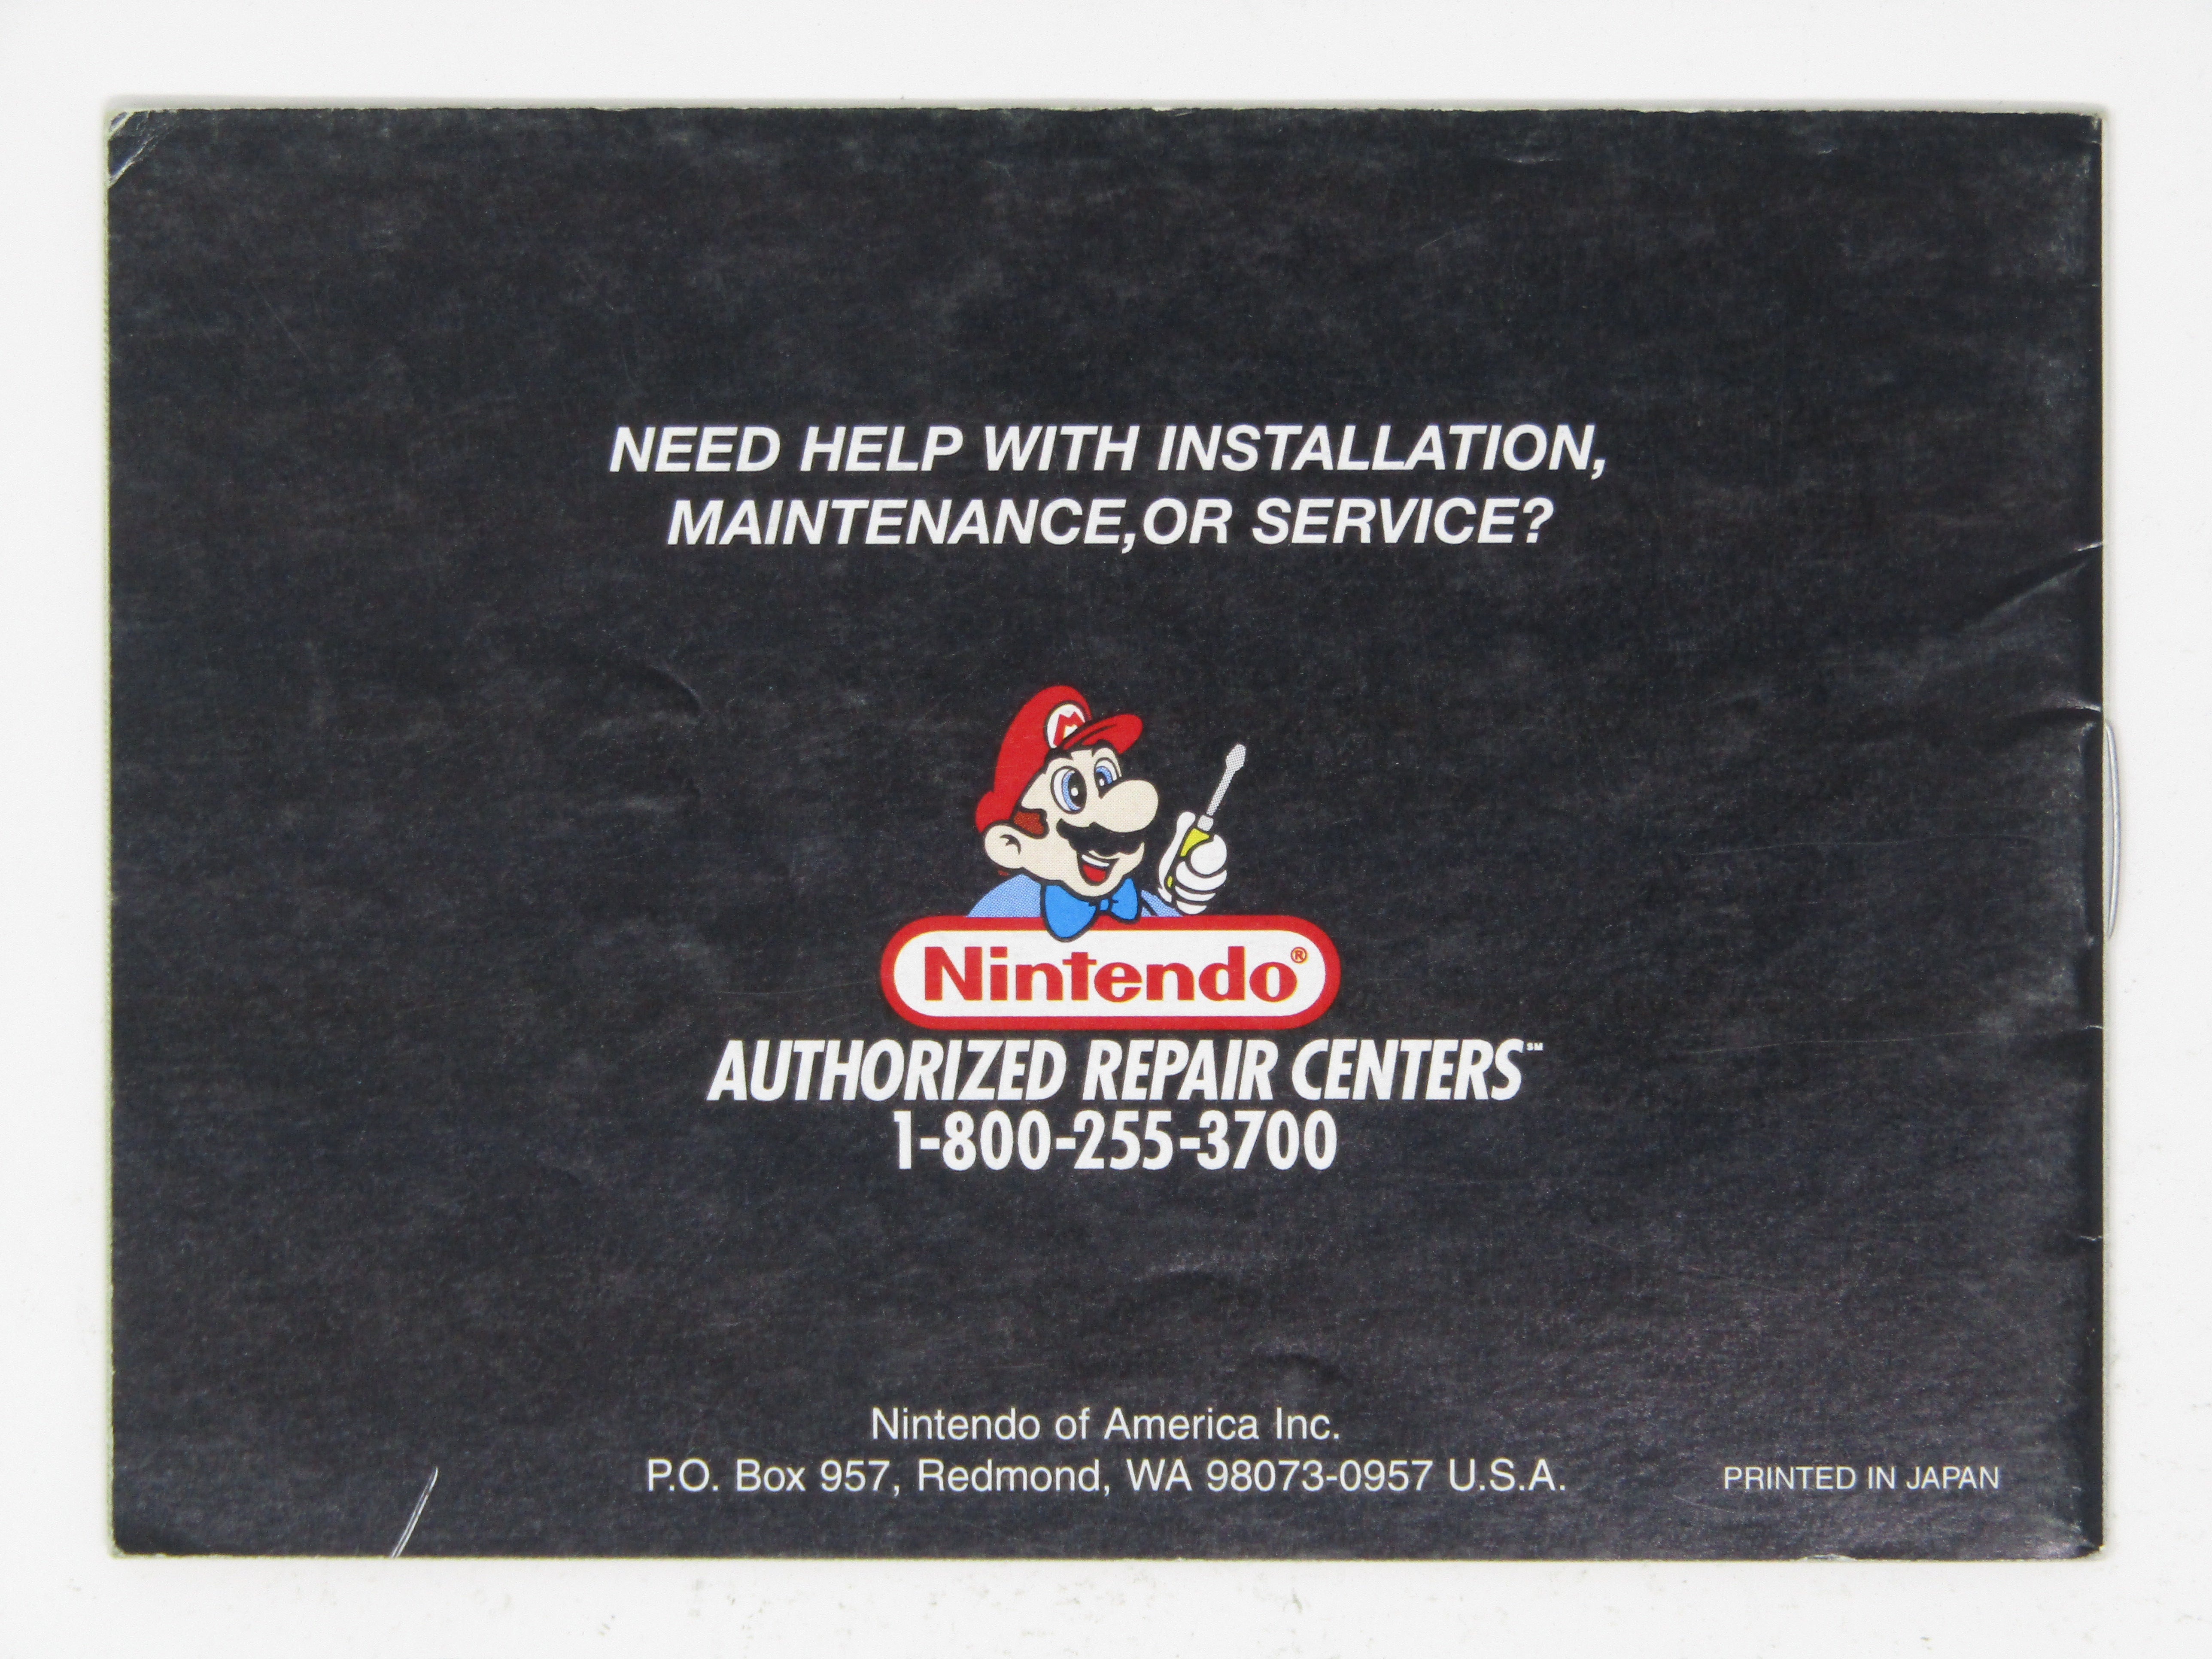 NEED HELP WITH INSTALLATION,
MAINTENANCE,OR SERVICE?
M
Nintendo®
AUTHORIZED REPAIR CENTERS℠
1-800-255-3700
Nintendo of America Inc.
P.O. Box 957, Redmond, WA 98073-0957 U.S.A.
PRINTED IN JAPAN